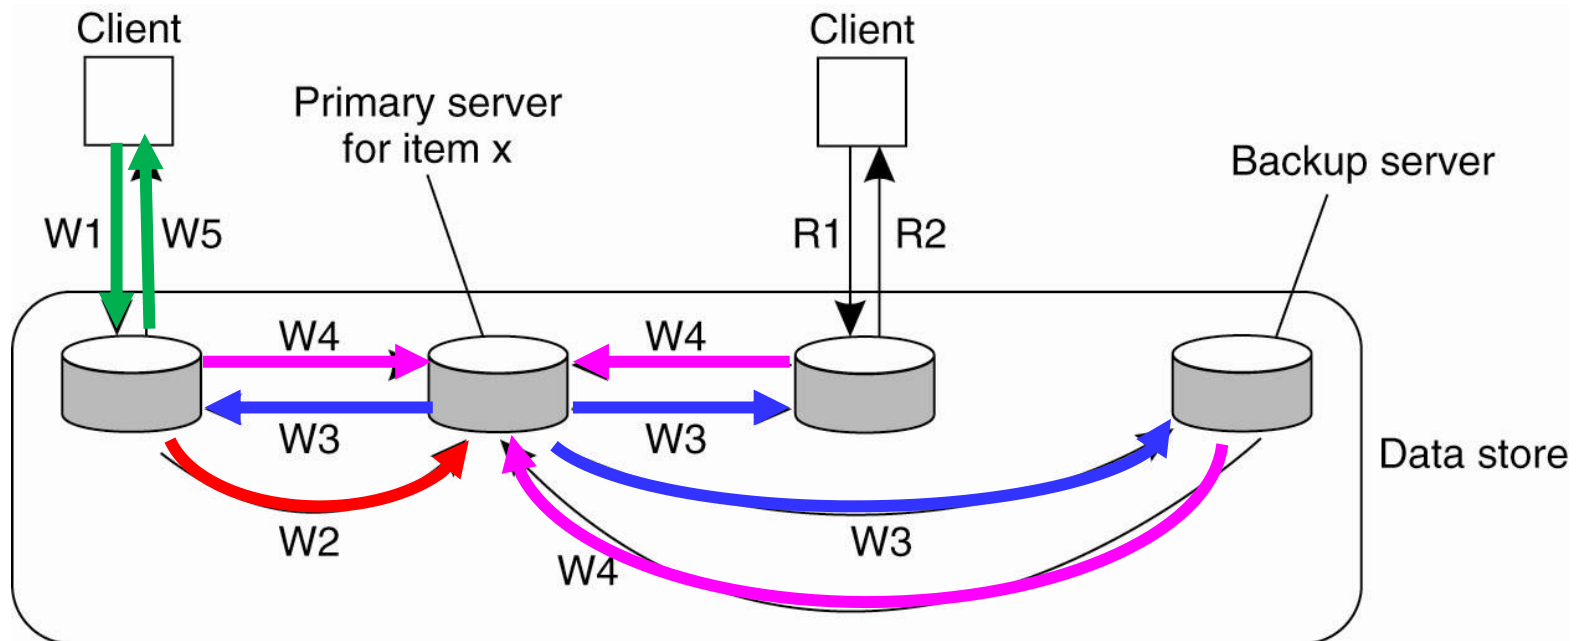 Client
Client
Primary server
for item x
Backup server
W1
W5
R1
R2
W4
W4
W3
W3
Data store
W2
W3
W4